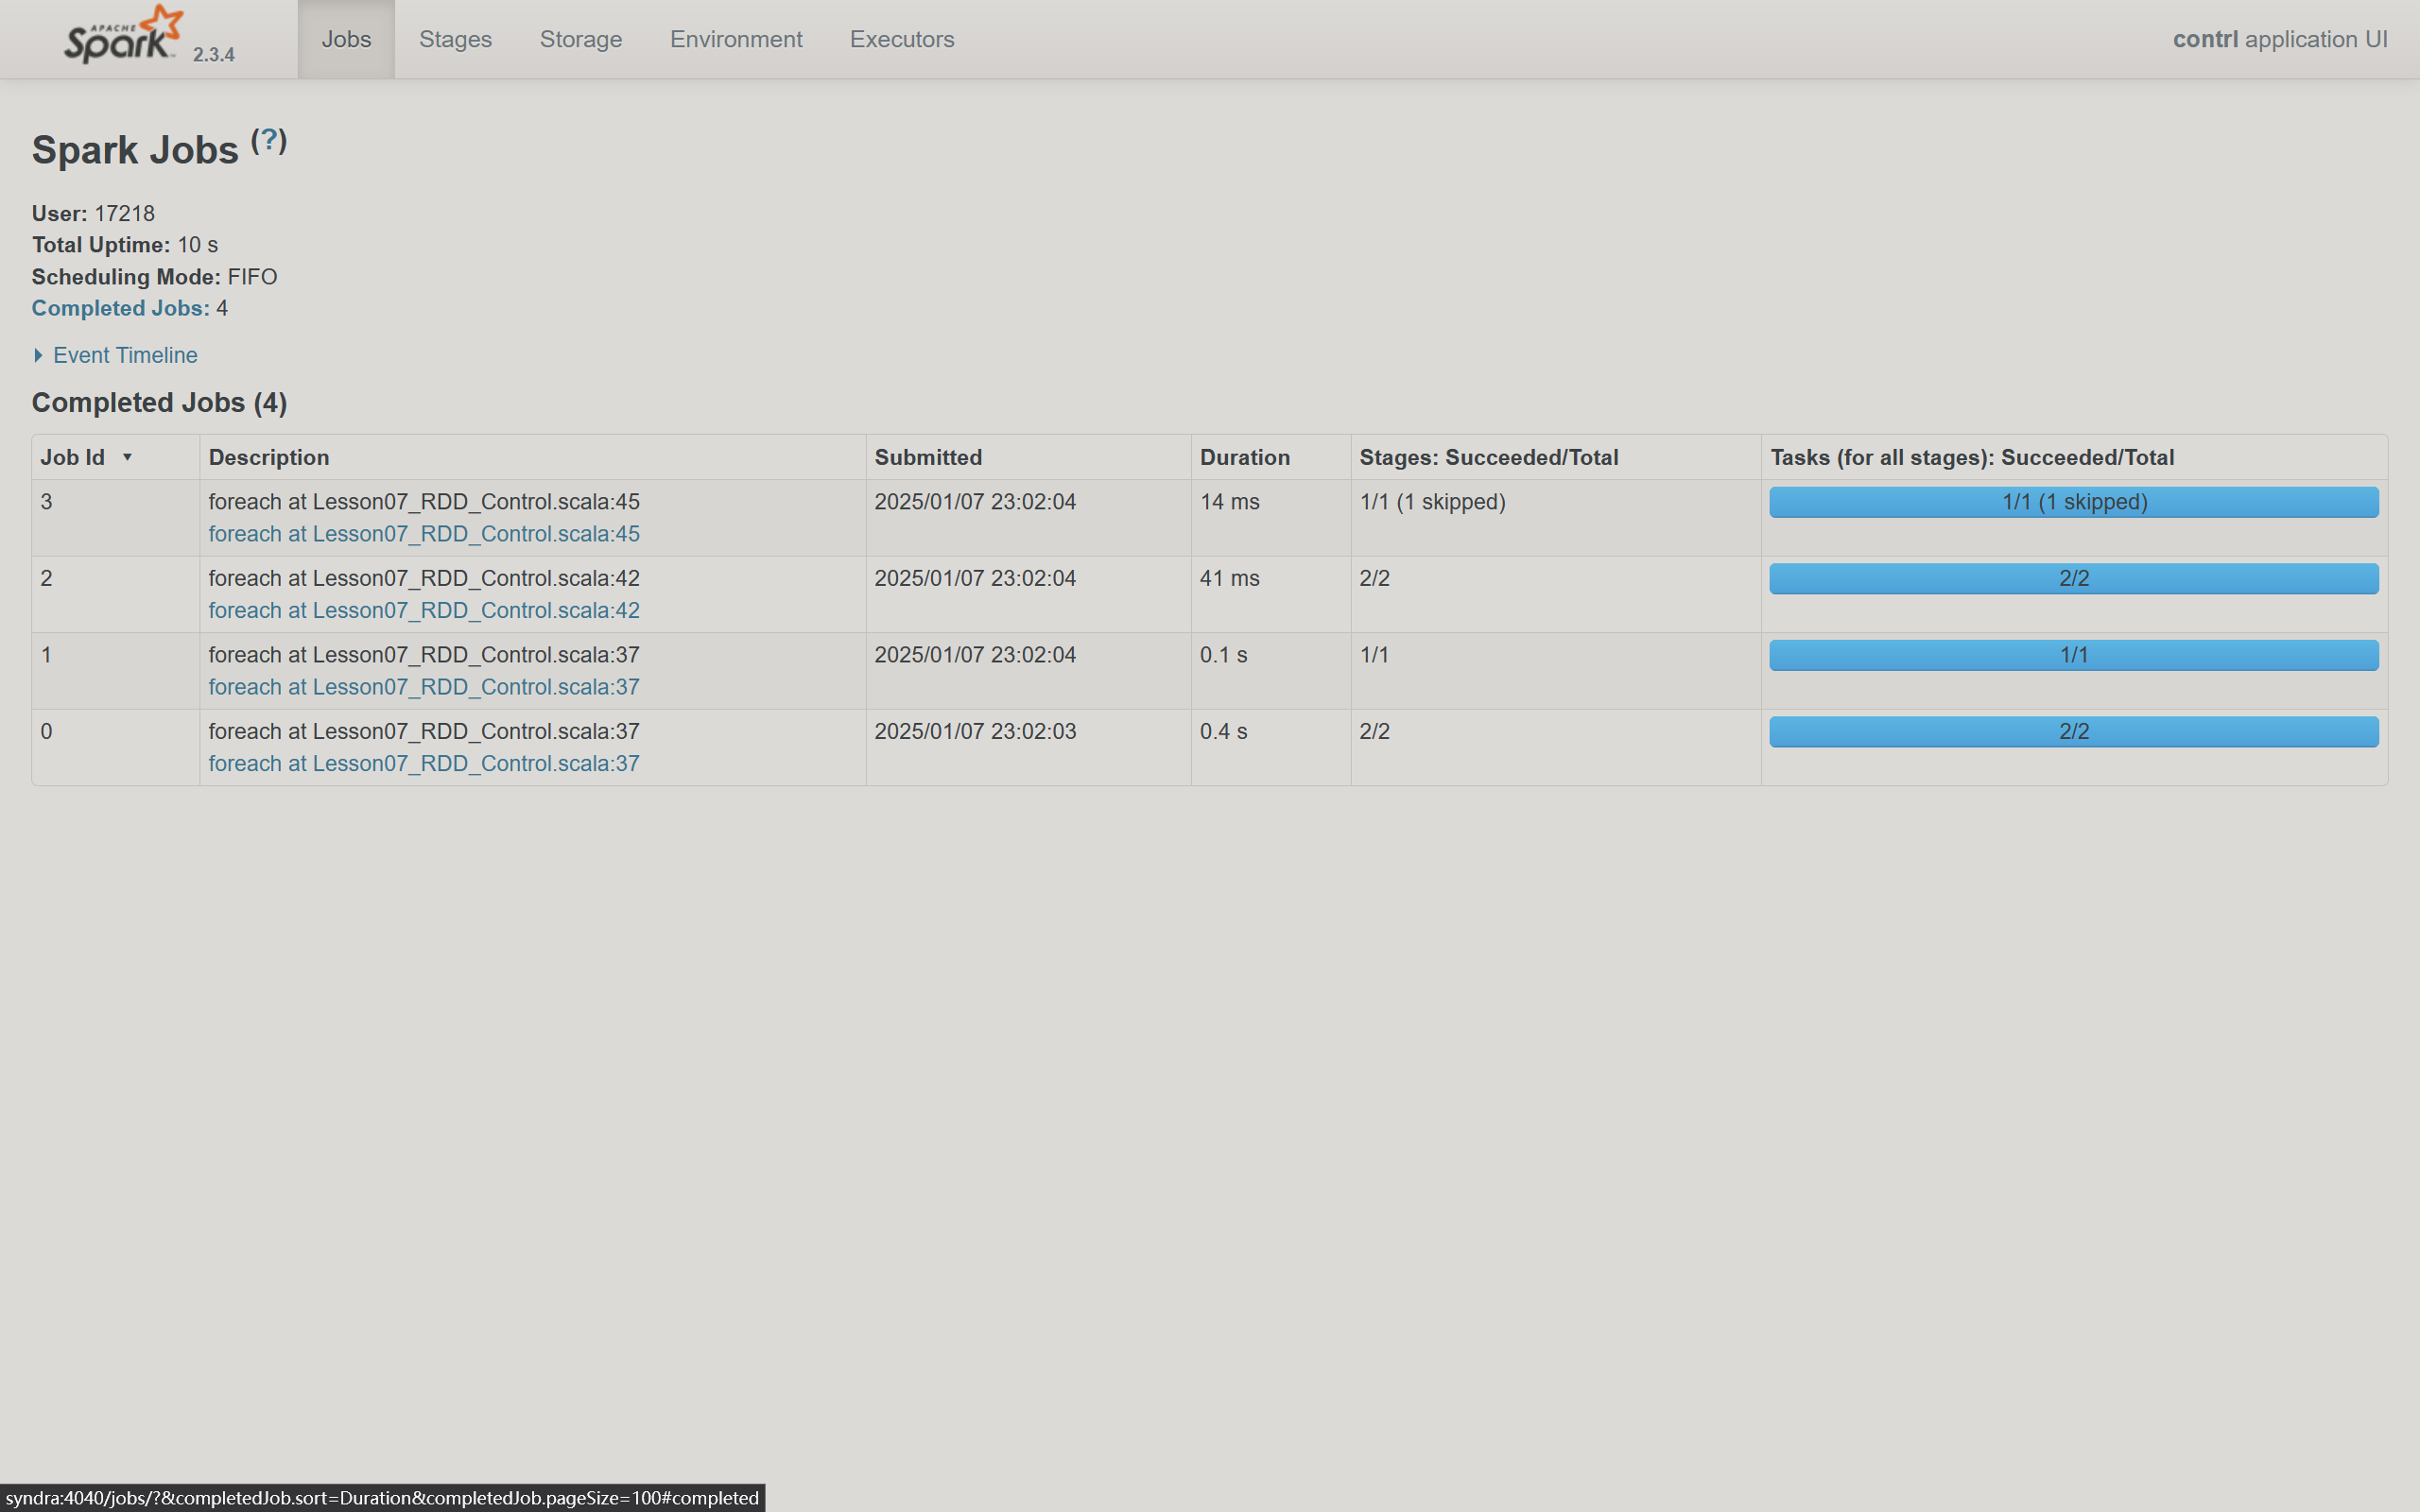 APACHE
Spark 2.3.4 Jobs Stages Storage Environment Executors contrl application UI
Spark Jobs (?)
User: 17218
Total Uptime: 10 s
Scheduling Mode: FIFO
Completed Jobs: 4
Event Timeline
Completed Jobs (4)
Job Id ▾ Description Submitted Duration Stages: Succeeded/Total Tasks (for all stages): Succeeded/Total
3 foreach at Lesson07_RDD_Control.scala:45 2025/01/07 23:02:04 14 ms 1/1 (1 skipped) 1/1 (1 skipped)
foreach at Lesson07_RDD_Control.scala:45
2 foreach at Lesson07_RDD_Control.scala:42 2025/01/07 23:02:04 41 ms 2/2 2/2
foreach at Lesson07_RDD_Control.scala:42
1 foreach at Lesson07_RDD_Control.scala:37 2025/01/07 23:02:04 0.1 s 1/1 1/1
foreach at Lesson07_RDD_Control.scala:37
0 foreach at Lesson07_RDD_Control.scala:37 2025/01/07 23:02:03 0.4 s 2/2 2/2
foreach at Lesson07_RDD_Control.scala:37
syndra:4040/jobs/?&completedJob.sort=Duration&completedJob.pageSize=100#completed